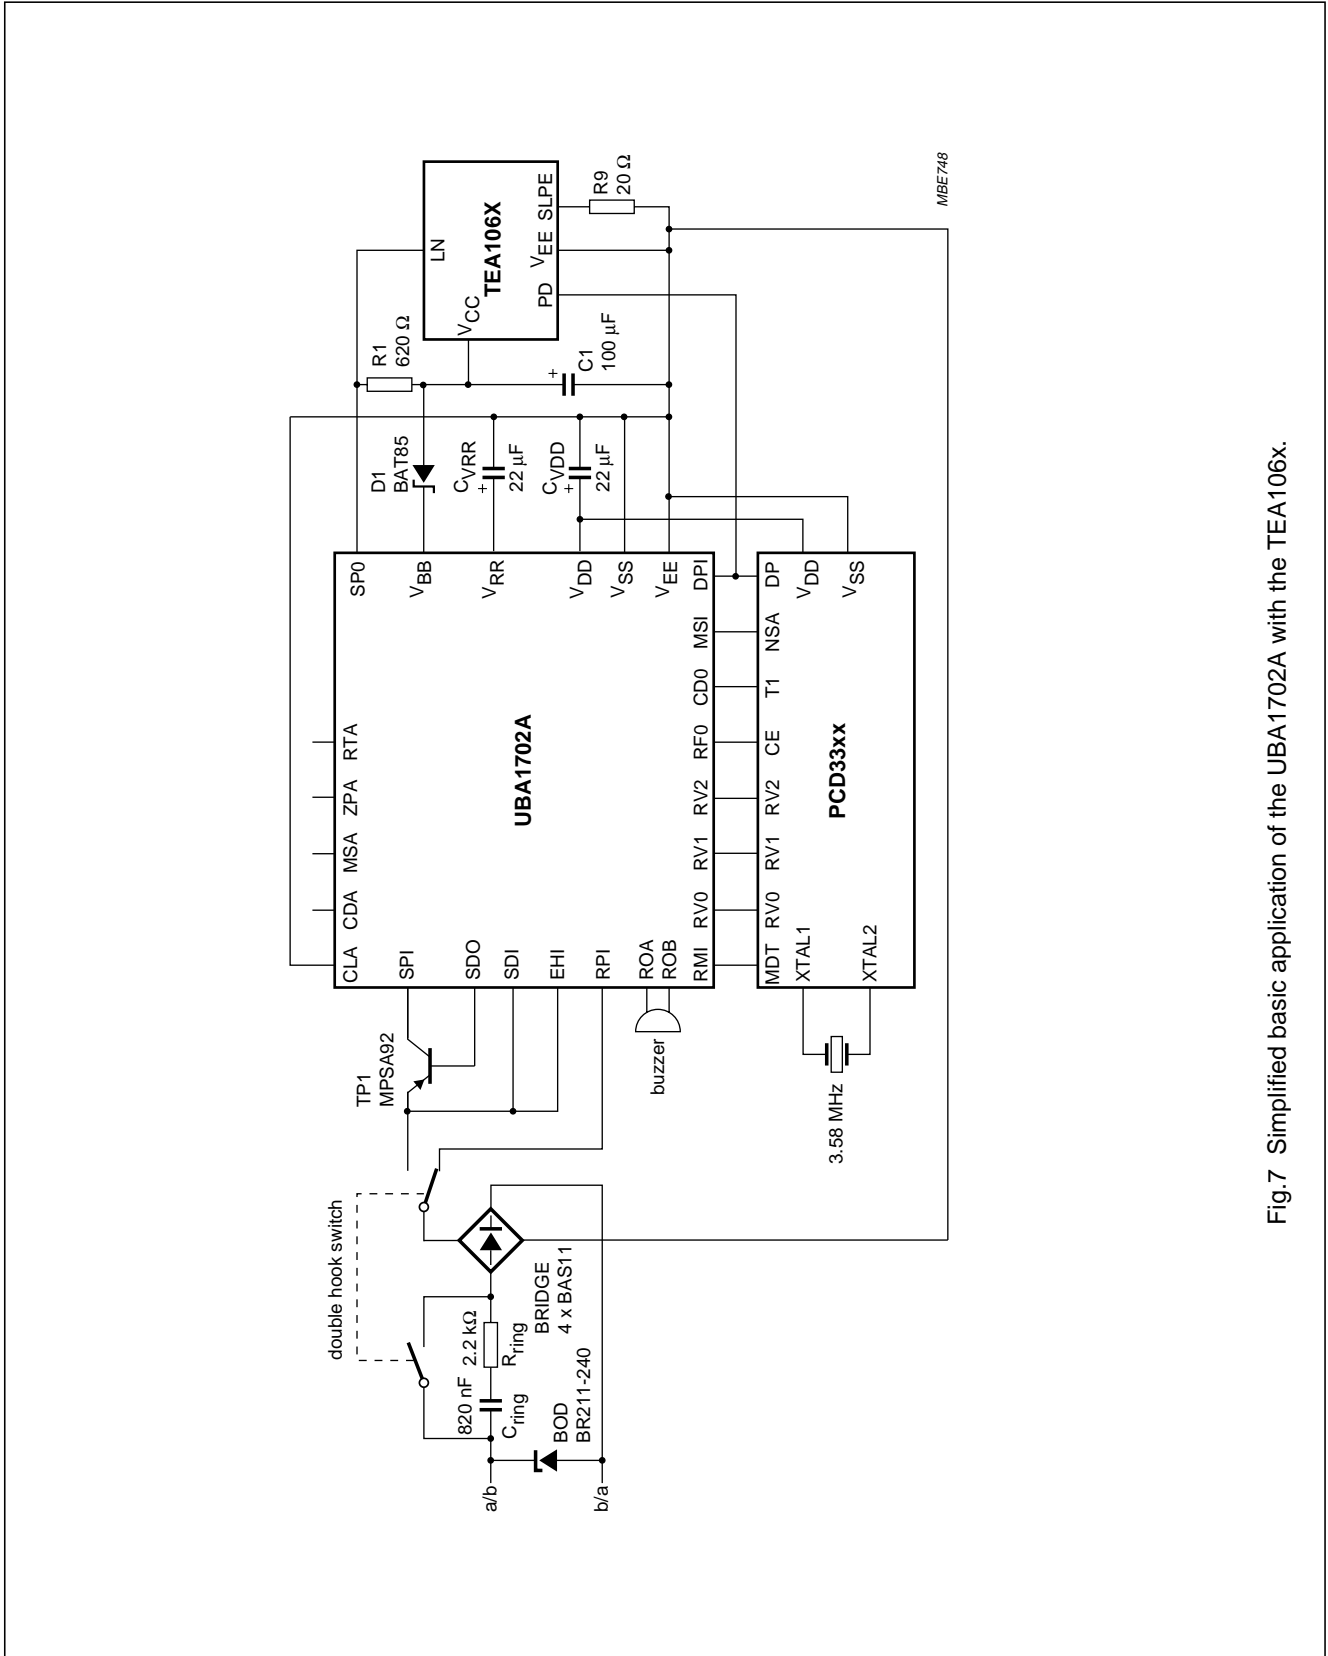 double hook switch
a/b
b/a
820 nF
C ring
2.2 kΩ
R ring
BOD
BR211-240
BRIDGE
4 x BAS11
TP1
MPSA92
buzzer
3.58 MHz
CLA
CDA
MSA
ZPA
RTA
SPI
SDO
SDI
EHI
RPI
ROA
ROB
UBA1702A
SP0
VBB
VRR
VDD
VSS
VEE
RMI
RV0
RV1
RV2
RF0
CD0
MSI
DPI
MDT
RV0
RV1
RV2
CE
T1
NSA
DP
XTAL1
XTAL2
PCD33xx
VDD
VSS
D1
BAT85
CVRR
+
22 µF
CVDD
+
22 µF
R1
620 Ω
+
C1
100 µF
LN
VCC
TEA106X
PD
VEE
SLPE
R9
20 Ω
MBE748
Fig.7 Simplified basic application of the UBA1702A with the TEA106x.